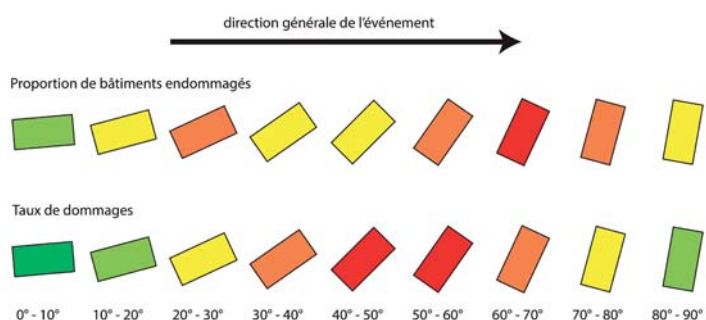 direction générale de l'événement
Proportion de bâtiments endommagés
Taux de dommages
0° - 10° 10° - 20° 20° - 30° 30° - 40° 40° - 50° 50° - 60° 60° - 70° 70° - 80° 80° - 90°